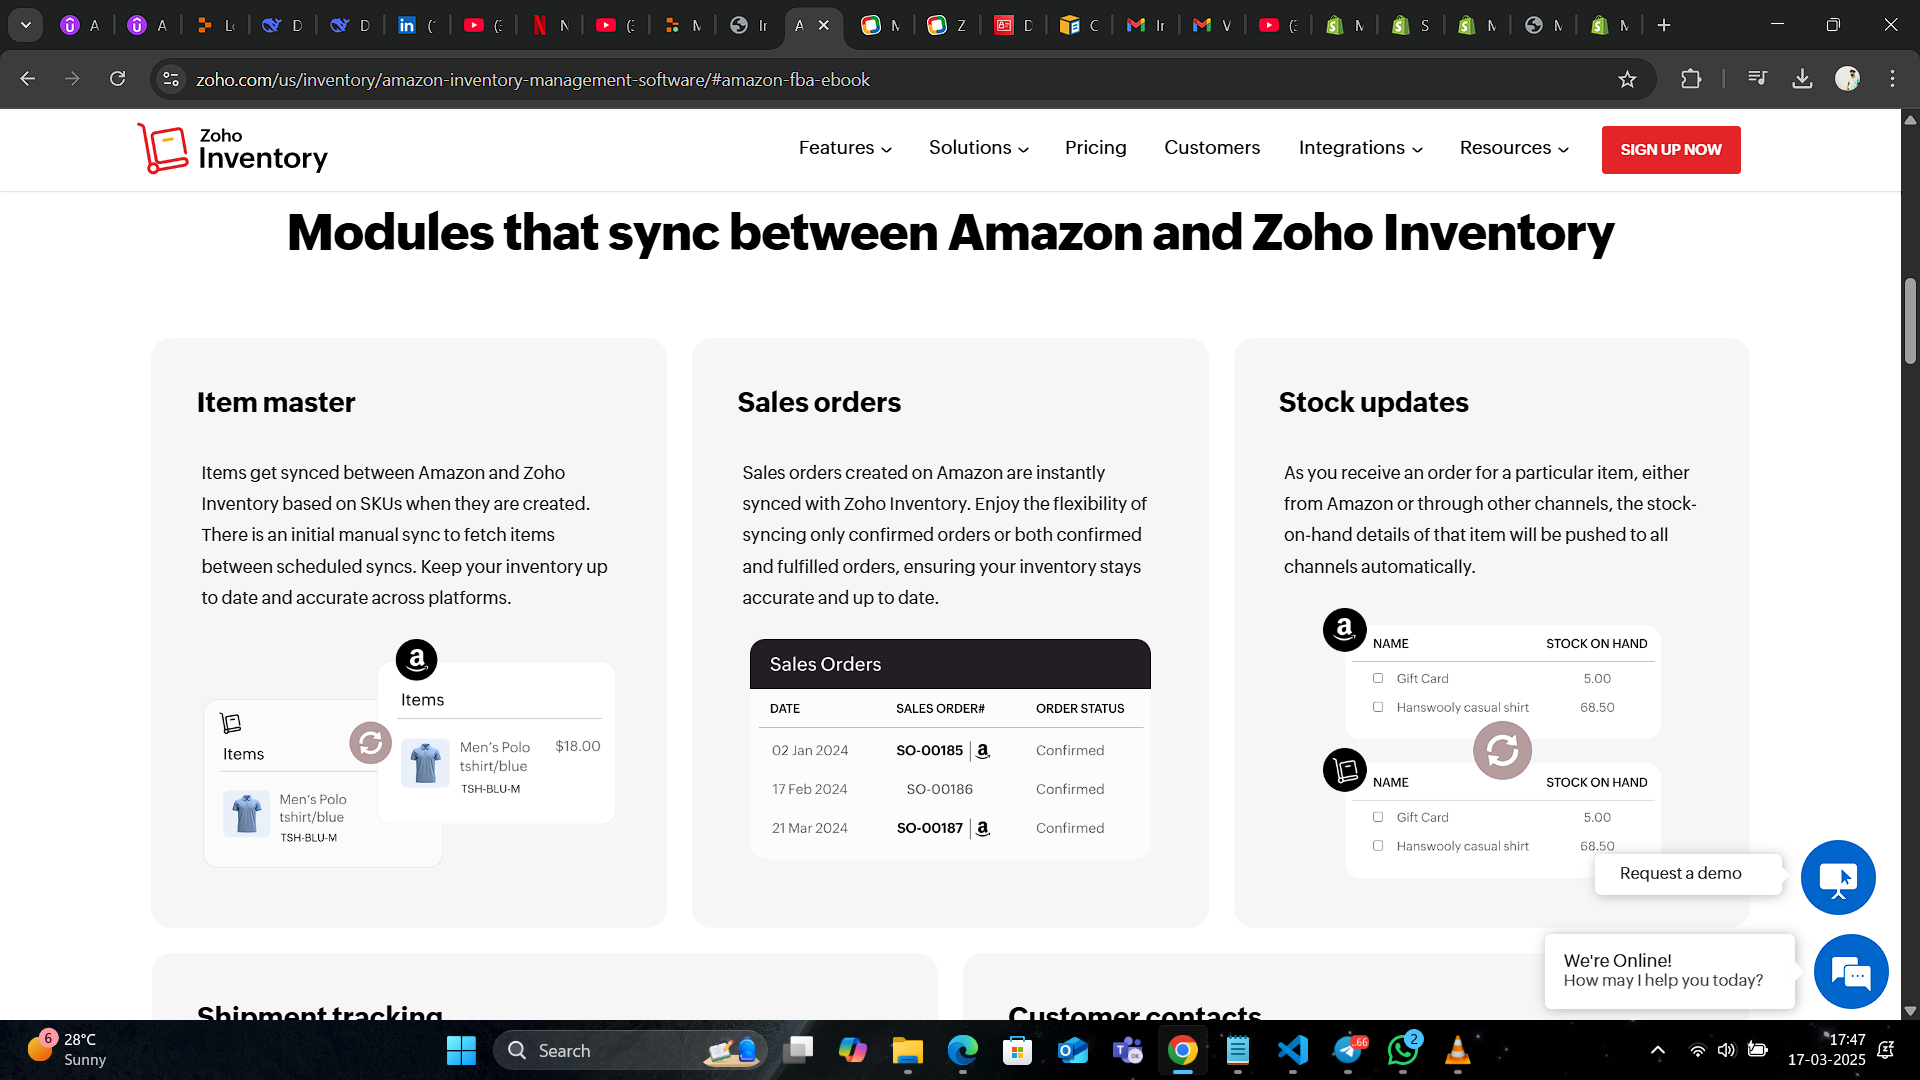 A
A
Lo
D
D
(
(3
N
(3
M
In
A
M
Z
D
C
In
V
(3
M
S
M
M
M
zoho.com/us/inventory/amazon-inventory-management-software/#amazon-fba-ebook
Zoho
Inventory
Features
Solutions
Pricing
Customers
Integrations
Resources
SIGN UP NOW
Modules that sync between Amazon and Zoho Inventory
Item master
Items get synced between Amazon and Zoho
Inventory based on SKUs when they are created.
There is an initial manual sync to fetch items
between scheduled syncs. Keep your inventory up
to date and accurate across platforms.
a
Items
Men's Polo $18.00
tshirt/blue
TSH-BLU-M
Items
Men's Polo
tshirt/blue
TSH-BLU-M
Sales orders
Sales orders created on Amazon are instantly
synced with Zoho Inventory. Enjoy the flexibility of
syncing only confirmed orders or both confirmed
and fulfilled orders, ensuring your inventory stays
accurate and up to date.
Sales Orders
DATE SALES ORDER# ORDER STATUS
02 Jan 2024 SO-00185 a Confirmed
17 Feb 2024 SO-00186 Confirmed
21 Mar 2024 SO-00187 a Confirmed
Stock updates
As you receive an order for a particular item, either
from Amazon or through other channels, the stock-
on-hand details of that item will be pushed to all
channels automatically.
a
NAME STOCK ON HAND
Gift Card 5.00
Hanswooly casual shirt 68.50
NAME STOCK ON HAND
Gift Card 5.00
Hanswooly casual shirt 68.50
Request a demo
We're Online!
How may I help you today?
Shipment tracking
Customer contacts
6
28°C
Sunny
Search
.66
2
17:47
17-03-2025